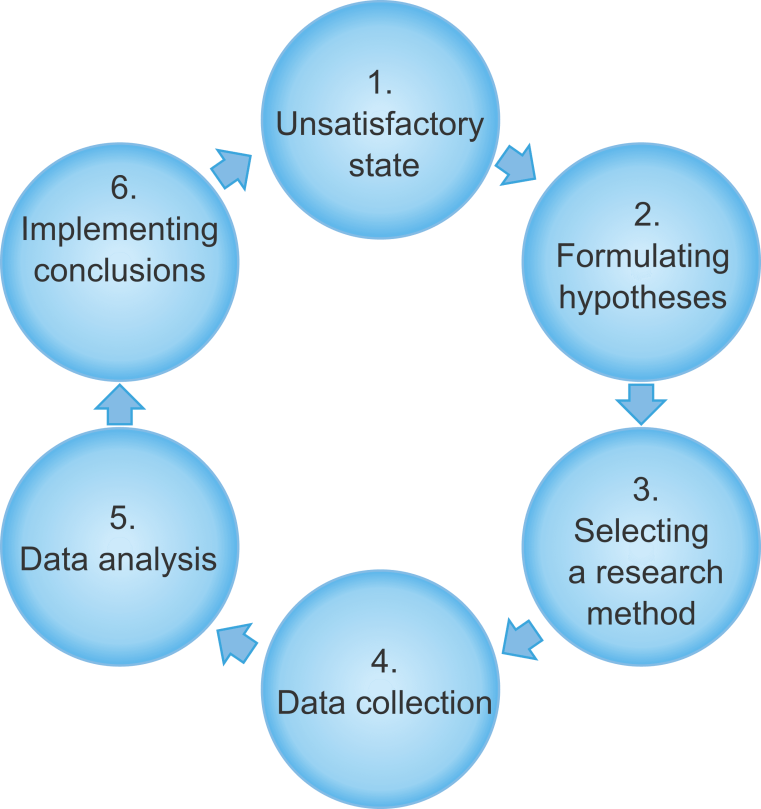 1.
Unsatisfactory
state
2.
Formulating
hypotheses
3.
Selecting
a research
method
4.
Data collection
5.
Data analysis
6.
Implementing
conclusions